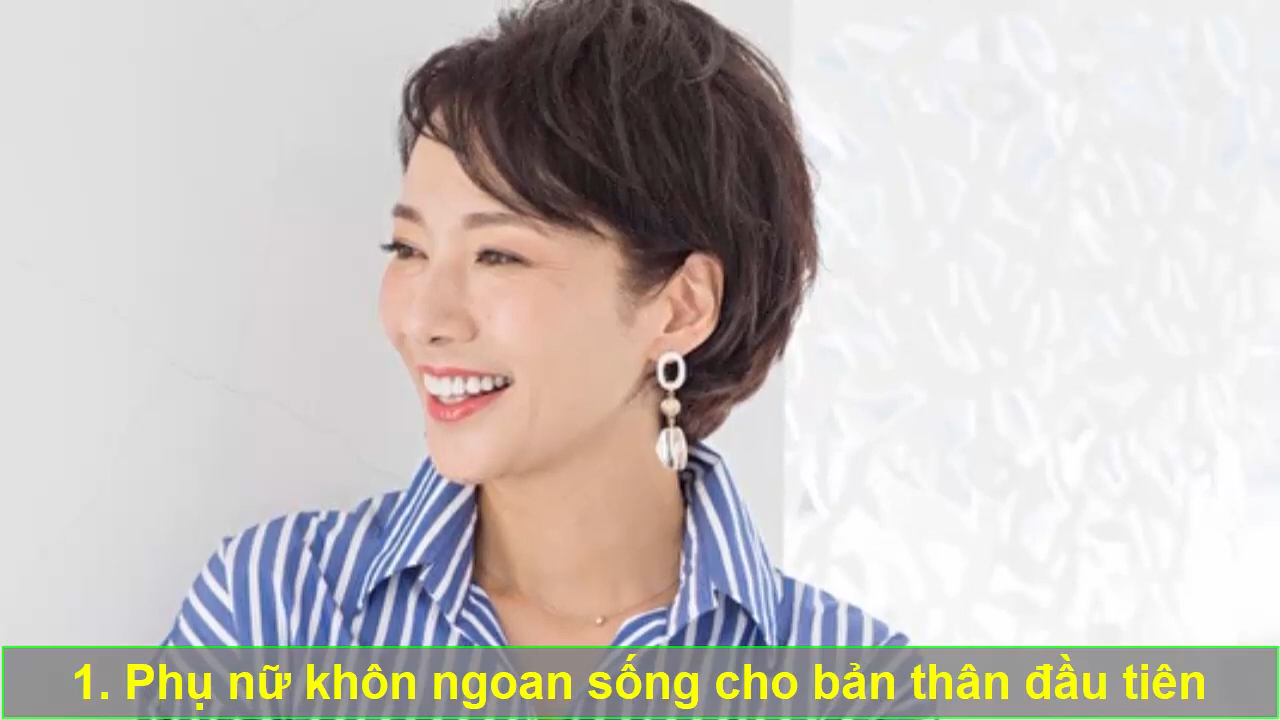 1. Phụ nữ khôn ngoan sống cho bản thân đầu tiên